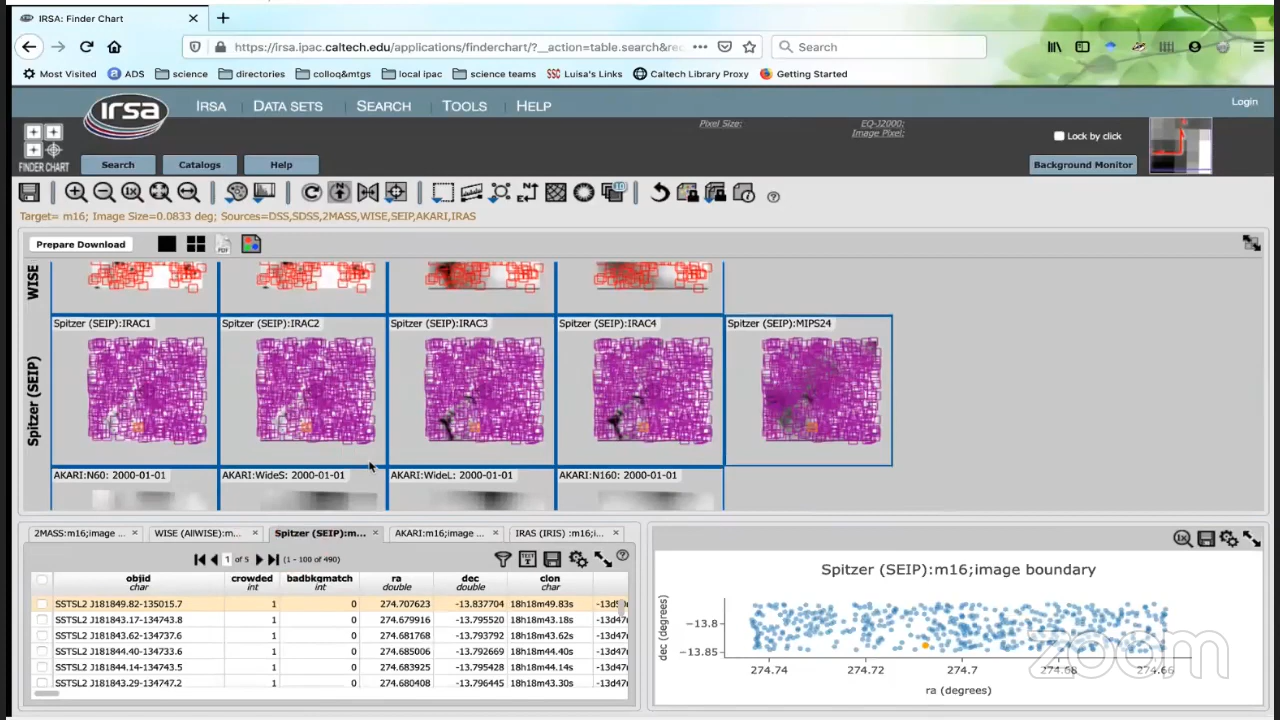 IRSA: Finder Chart
https://irsa.ipac.caltech.edu/applications/finderchart/?__action=table.search&rec
Search
Most Visited ADS science directories colloq&mtgs local ipac science teams SSC Luisa's Links Caltech Library Proxy Getting Started
irsa IRSA DATA SETS SEARCH TOOLS HELP Login
Pixel Size: EQ-J2000:
Image Pixel:
Lock by click
FINDER CHART Search Catalogs Help Background Monitor
Target= m16; Image Size=0.0833 deg; Sources=DSS,SDSS,2MASS,WISE,SEIP,AKARI,IRAS
Prepare Download PDF
WISE
Spitzer (SEIP):IRAC1 Spitzer (SEIP):IRAC2 Spitzer (SEIP):IRAC3 Spitzer (SEIP):IRAC4 Spitzer (SEIP):MIPS24
Spitzer (SEIP)
AKARI:N60: 2000-01-01 AKARI:WideS: 2000-01-01 AKARI:WideL: 2000-01-01 AKARI:N160: 2000-01-01
2MASS:m16;image ... WISE (AllWISE):m... Spitzer (SEIP):m... AKARI:m16;image ... IRAS (IRIS) :m16;i...
1 of 5 (1 - 100 of 490)
objid crowded badbkgmatch ra dec clon
char int int double double char
SSTSL2 J181849.82-135015.7 1 0 274.707623 -13.837704 18h18m49.83s
SSTSL2 J181843.17-134743.8 1 0 274.679916 -13.795520 18h18m43.18s -13d47
SSTSL2 J181843.62-134737.6 1 0 274.681768 -13.793792 18h18m43.62s -13d47
SSTSL2 J181844.40-134733.6 1 0 274.685006 -13.792669 18h18m44.40s -13d47
SSTSL2 J181844.14-134743.5 1 0 274.683925 -13.795428 18h18m44.14s -13d47
SSTSL2 J181843.29-134747.2 1 0 274.680408 -13.796445 18h18m43.30s -13d47
Spitzer (SEIP):m16;image boundary
dec (degrees)
−13.8
−13.85
274.74 274.72 274.7 274.68 274.66
ra (degrees)
zoom